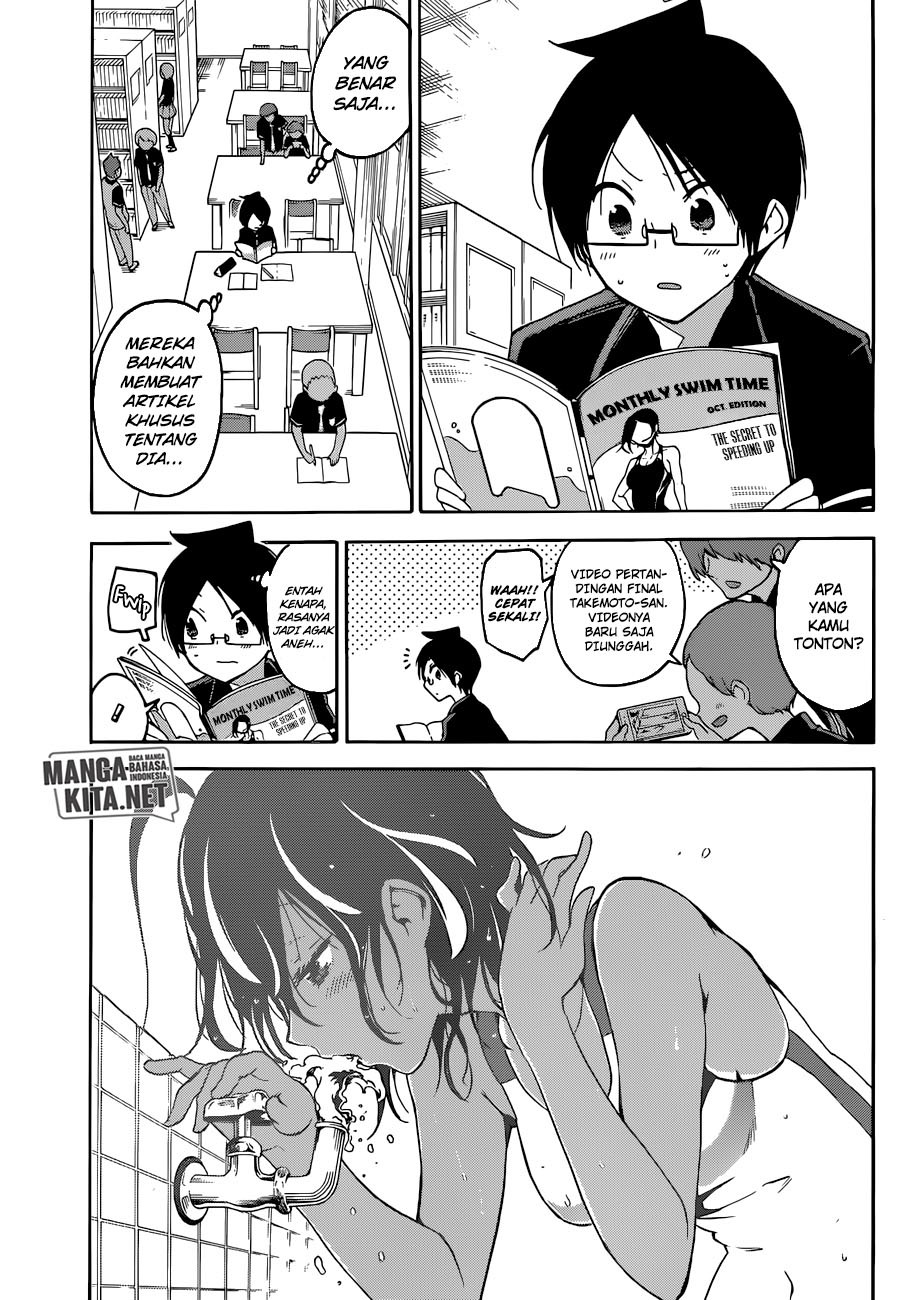 YANG
BENAR
SAJA...
MEREKA
BAHKAN
MEMBUAT
ARTIKEL
KHUSUS
TENTANG
DIA...
MONTHLY SWIM TIME
OCT. EDITION
THE SECRET TO
SPEEDING UP
APA
YANG
KAMU
TONTON?
VIDEO PERTAN-
DINGAN FINAL
TAKEMOTO-SAN.
VIDEONYA
BARU SAJA
DIUNGGAH.
WAAH!!
CEPAT
SEKALI!
ENTAH
KENAPA,
RASANYA
JADI AGAK
ANEH...
FWIP
!
MONTHLY SWIM TIME
THE SECRET TO
SPEEDING UP
MANGA
BACA MANGA
BAHASA
INDONESIA
KITA.NET